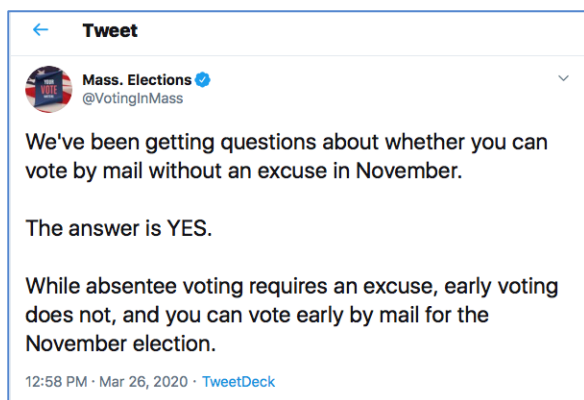 Tweet
Mass. Elections
@VotingInMass
We've been getting questions about whether you can
vote by mail without an excuse in November.
The answer is YES.
While absentee voting requires an excuse, early voting
does not, and you can vote early by mail for the
November election.
12:58 PM · Mar 26, 2020 · TweetDeck